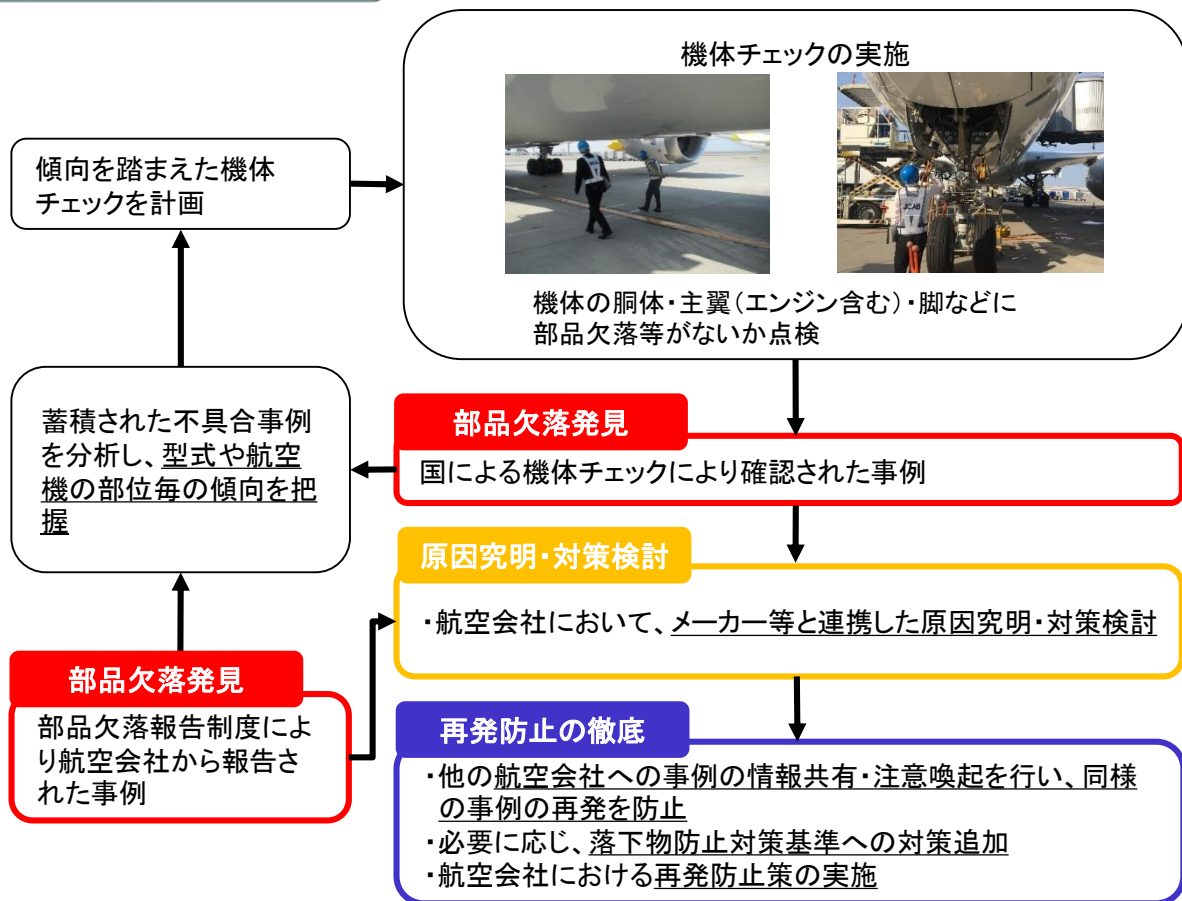 機体チェックの実施
JCAB
機体の胴体・主翼(エンジン含む)・脚などに
部品欠落等がないか点検
傾向を踏まえた機体
チェックを計画
蓄積された不具合事例
を分析し、型式や航空
機の部位毎の傾向を把
握
部品欠落発見
国による機体チェックにより確認された事例
原因究明・対策検討
・航空会社において、メーカー等と連携した原因究明・対策検討
部品欠落発見
部品欠落報告制度によ
り航空会社から報告さ
れた事例
再発防止の徹底
・他の航空会社への事例の情報共有・注意喚起を行い、同様
の事例の再発を防止
・必要に応じ、落下物防止対策基準への対策追加
・航空会社における再発防止策の実施